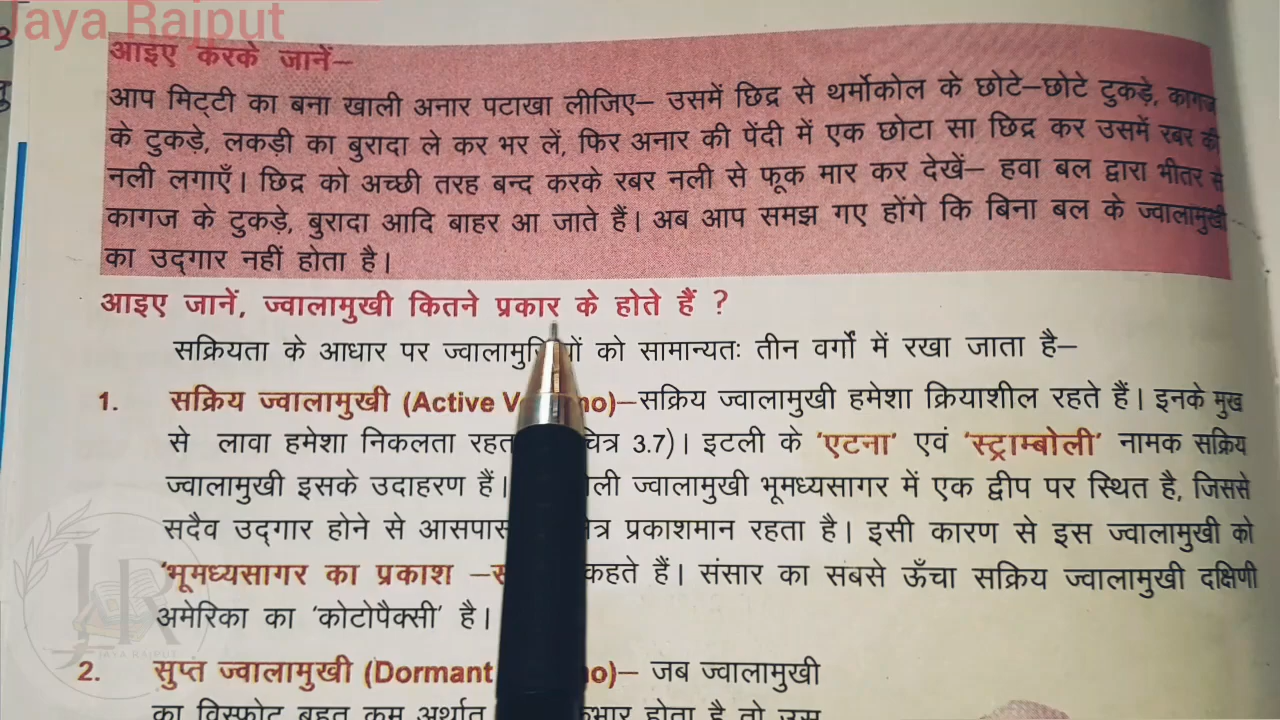 Jaya Rajput
आइए करके जानें–
आप मिट्टी का बना खाली अनार पटाखा लीजिए– उसमें छिद्र से थर्मोकोल के छोटे–छोटे टुकड़े, कागज
के टुकड़े, लकड़ी का बुरादा ले कर भर लें, फिर अनार की पेंदी में एक छोटा सा छिद्र कर उसमें रबर की
नली लगाएँ। छिद्र को अच्छी तरह बन्द करके रबर नली से फूक मार कर देखें– हवा बल द्वारा भीतर से
कागज के टुकड़े, बुरादा आदि बाहर आ जाते हैं। अब आप समझ गए होंगे कि बिना बल के ज्वालामुखी
का उद्गार नहीं होता है।
आइए जानें, ज्वालामुखी कितने प्रकार के होते हैं ?
सक्रियता के आधार पर को सामान्यतः तीन वर्गों में रखा जाता है–
1. सक्रिय ज्वालामुखी (Active –सक्रिय ज्वालामुखी हमेशा क्रियाशील रहते हैं। इनके मुख
से लावा हमेशा निकलता 3.7)। इटली के 'एटना' एवं 'स्ट्राम्बोली' नामक सक्रिय
ज्वालामुखी इसके उदाहरण हैं। ज्वालामुखी भूमध्यसागर में एक द्वीप पर स्थित है, जिससे
सदैव उद्गार होने से आसपास प्रकाशमान रहता है। इसी कारण से इस ज्वालामुखी को
'भूमध्यसागर का प्रकाश – कहते हैं। संसार का सबसे ऊँचा सक्रिय ज्वालामुखी दक्षिणी
अमेरिका का 'कोटोपैक्सी' है।
2. सुप्त ज्वालामुखी (Dormant – जब ज्वालामुखी
का विस्फोट बहुत कम अर्थात होता है तो उस
JAYA RAJPUT